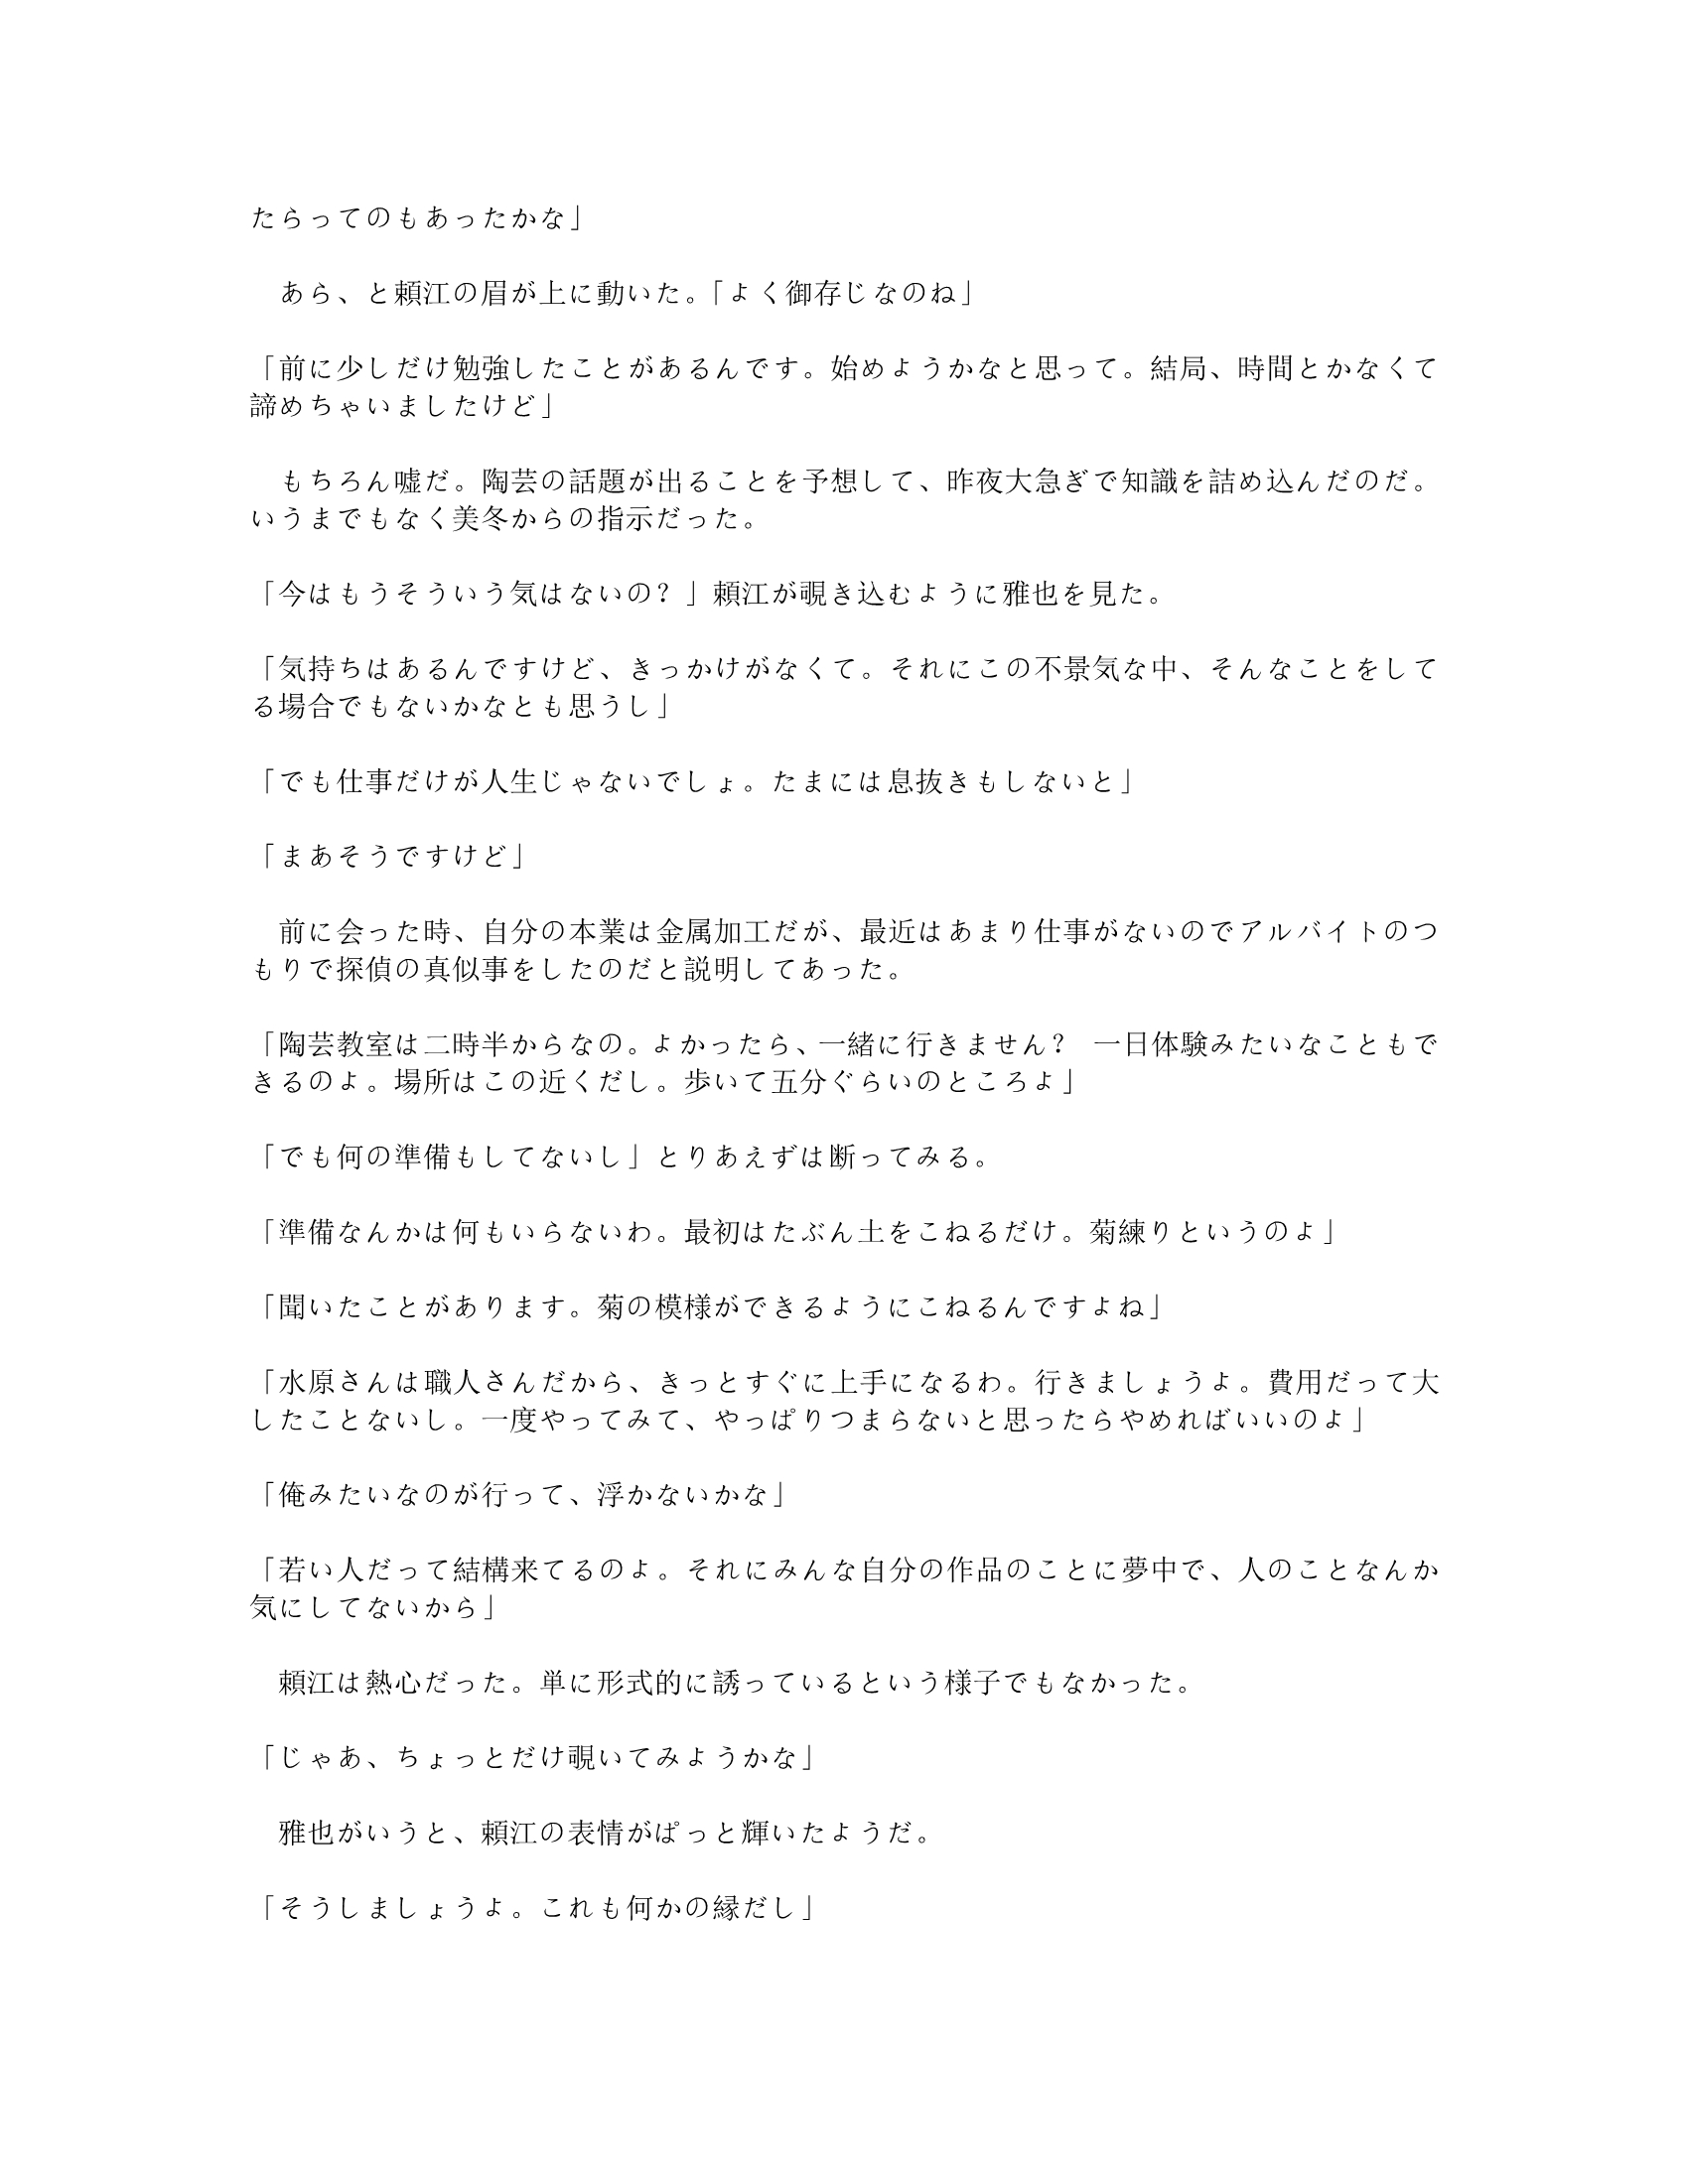 たらってのもあったかな」
　あら、と頼江の眉が上に動いた。「よく御存じなのね」
「前に少しだけ勉強したことがあるんです。始めようかなと思って。結局、時間とかなくて
諦めちゃいましたけど」
　もちろん嘘だ。陶芸の話題が出ることを予想して、昨夜大急ぎで知識を詰め込んだのだ。
いうまでもなく美冬からの指示だった。
「今はもうそういう気はないの？」頼江が覗き込むように雅也を見た。
「気持ちはあるんですけど、きっかけがなくて。それにこの不景気な中、そんなことをして
る場合でもないかなとも思うし」
「でも仕事だけが人生じゃないでしょ。たまには息抜きもしないと」
「まあそうですけど」
　前に会った時、自分の本業は金属加工だが、最近はあまり仕事がないのでアルバイトのつ
もりで探偵の真似事をしたのだと説明してあった。
「陶芸教室は二時半からなの。よかったら、一緒に行きません？　一日体験みたいなこともで
きるのよ。場所はこの近くだし。歩いて五分ぐらいのところよ」
「でも何の準備もしてないし」とりあえずは断ってみる。
「準備なんかは何もいらないわ。最初はたぶん土をこねるだけ。菊練りというのよ」
「聞いたことがあります。菊の模様ができるようにこねるんですよね」
「水原さんは職人さんだから、きっとすぐに上手になるわ。行きましょうよ。費用だって大
したことないし。一度やってみて、やっぱりつまらないと思ったらやめればいいのよ」
「俺みたいなのが行って、浮かないかな」
「若い人だって結構来てるのよ。それにみんな自分の作品のことに夢中で、人のことなんか
気にしてないから」
　頼江は熱心だった。単に形式的に誘っているという様子でもなかった。
「じゃあ、ちょっとだけ覗いてみようかな」
　雅也がいうと、頼江の表情がぱっと輝いたようだ。
「そうしましょうよ。これも何かの縁だし」